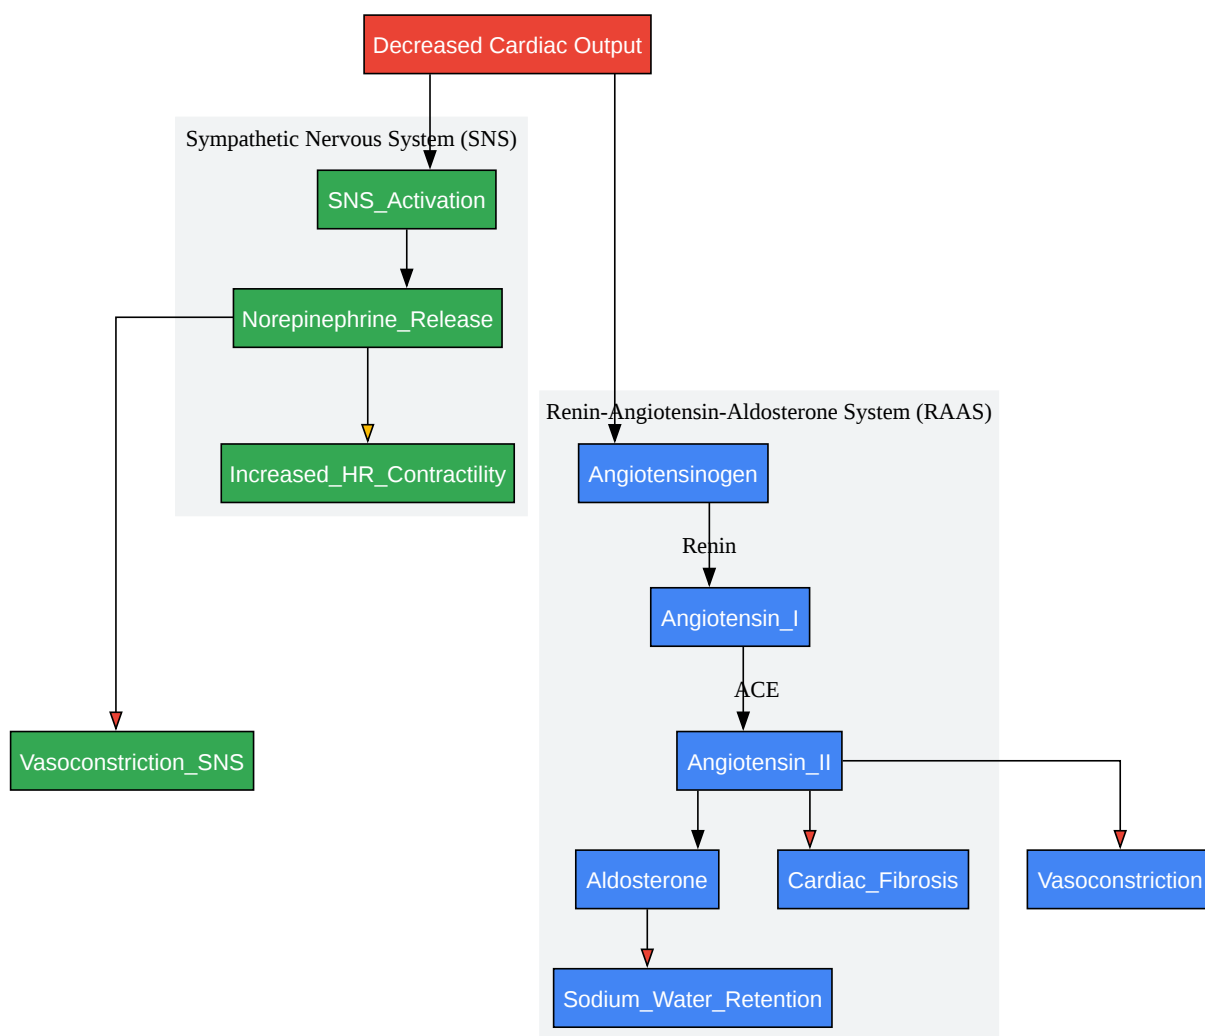 Decreased Cardiac Output
Sympathetic Nervous System (SNS)
SNS_Activation
Norepinephrine_Release
Increased_HR_Contractility
Vasoconstriction_SNS
Renin-Angiotensin-Aldosterone System (RAAS)
Angiotensinogen
Renin
Angiotensin_I
ACE
Angiotensin_II
Aldosterone
Cardiac_Fibrosis
Vasoconstriction
Sodium_Water_Retention